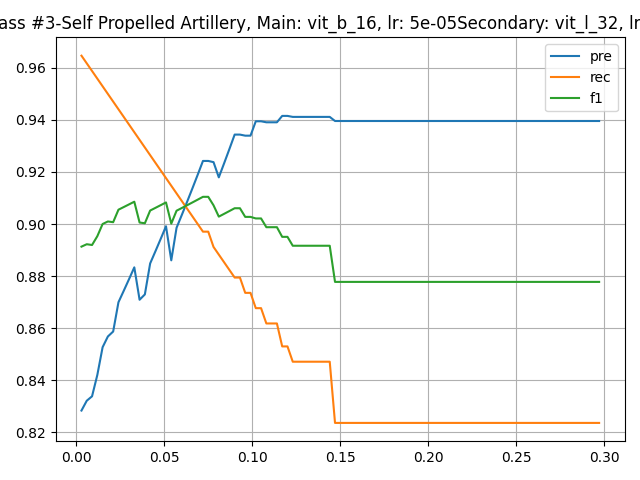 ass #3-Self Propelled Artillery, Main: vit_b_16, lr: 5e-05Secondary: vit_l_32, lr
pre
rec
f1
0.96
0.94
0.92
0.90
0.88
0.86
0.84
0.82
0.00 0.05 0.10 0.15 0.20 0.25 0.30